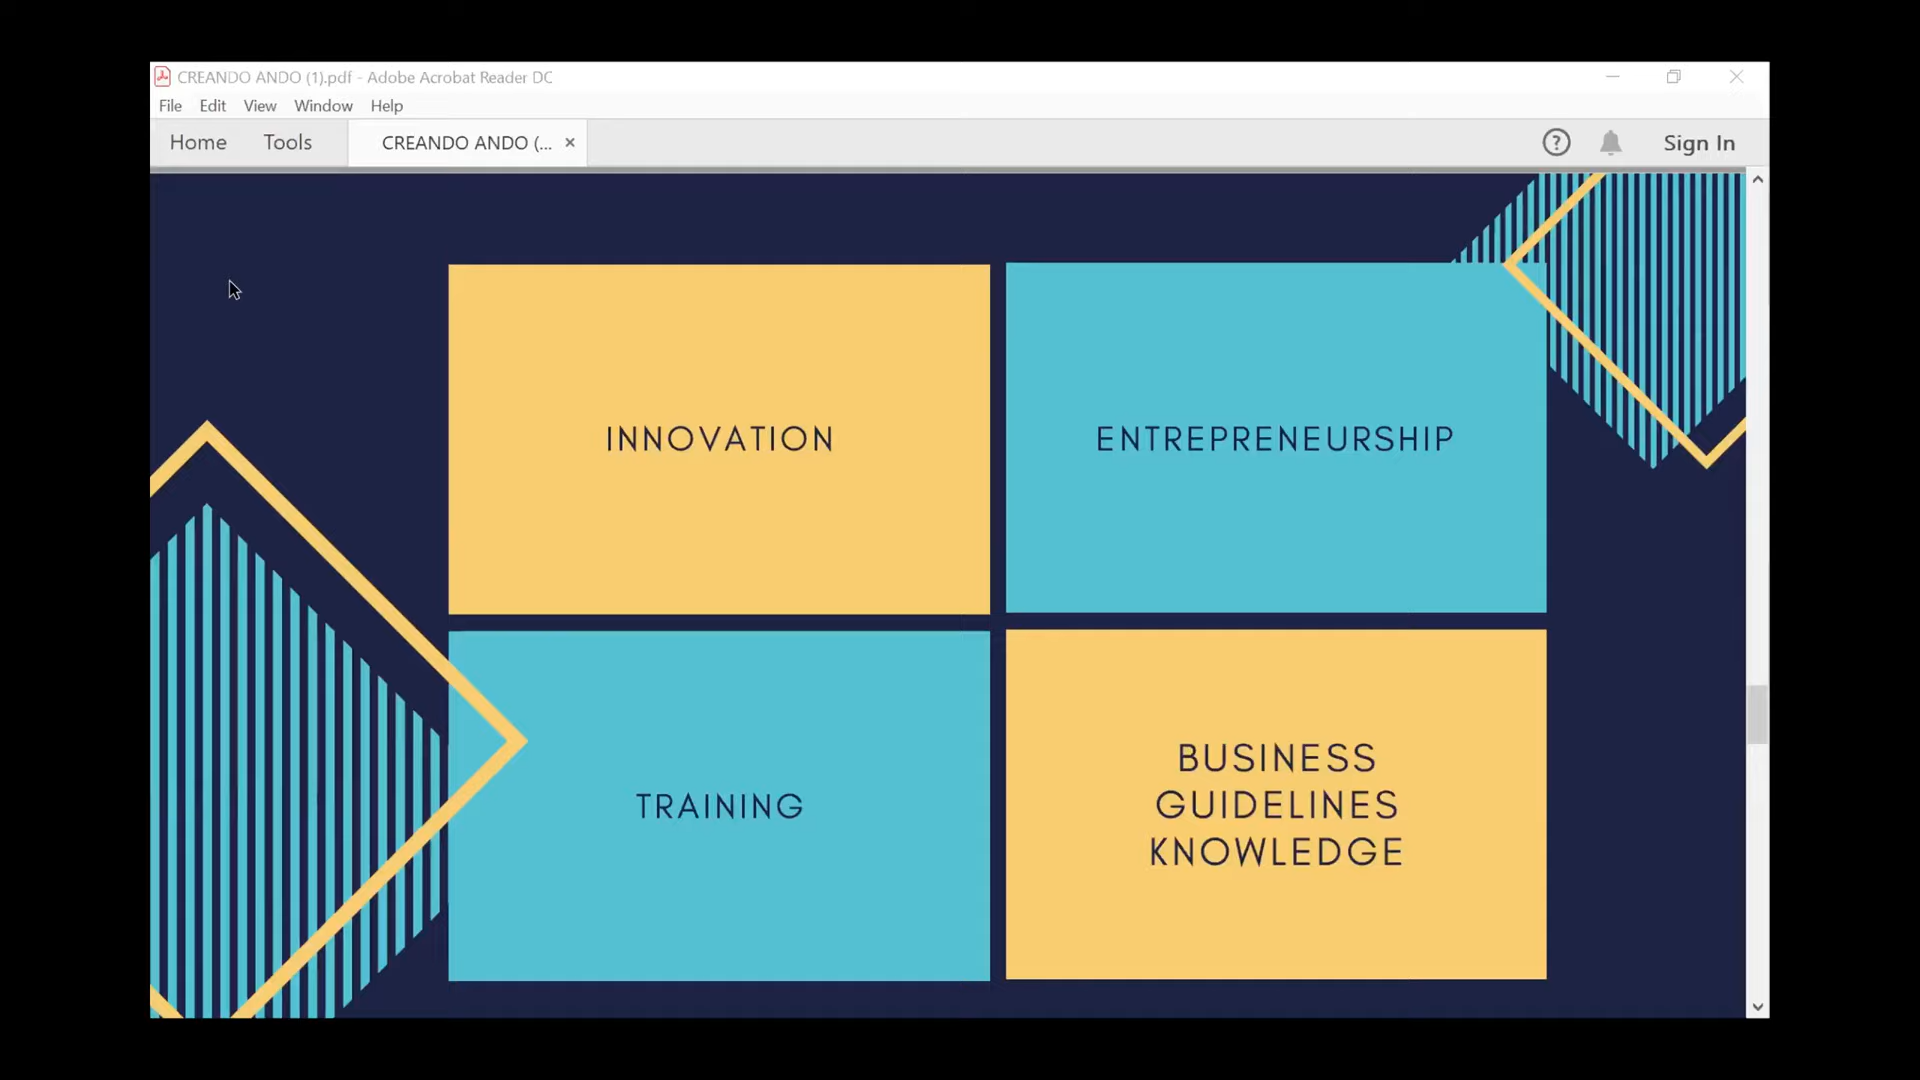 CREANDO ANDO (1).pdf - Adobe Acrobat Reader DC
File Edit View Window Help
Home Tools CREANDO ANDO (... × ? Sign In
INNOVATION
ENTREPRENEURSHIP
TRAINING
BUSINESS
GUIDELINES
KNOWLEDGE